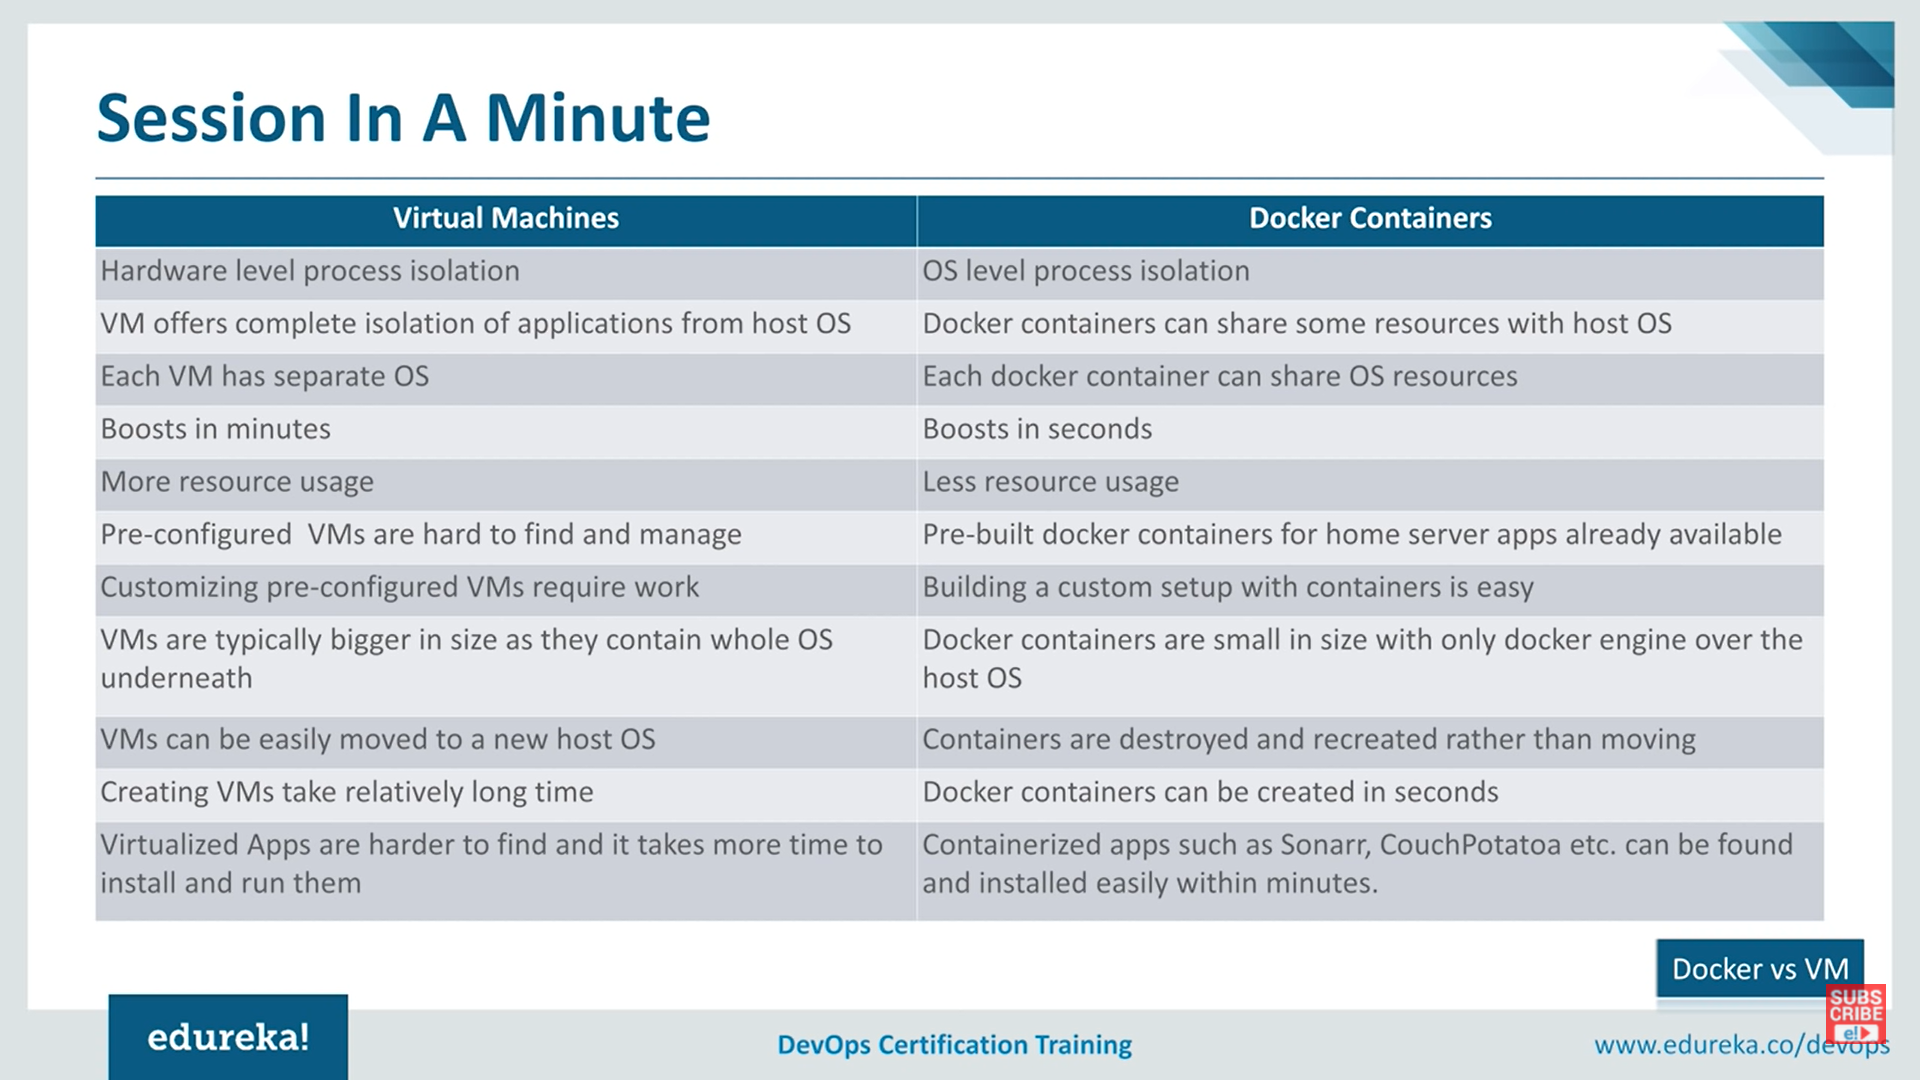 Session In A Minute
Virtual Machines
Docker Containers
Hardware level process isolation
OS level process isolation
VM offers complete isolation of applications from host OS
Docker containers can share some resources with host OS
Each VM has separate OS
Each docker container can share OS resources
Boosts in minutes
Boosts in seconds
More resource usage
Less resource usage
Pre-configured  VMs are hard to find and manage
Pre-built docker containers for home server apps already available
Customizing pre-configured VMs require work
Building a custom setup with containers is easy
VMs are typically bigger in size as they contain whole OS
underneath
Docker containers are small in size with only docker engine over the
host OS
VMs can be easily moved to a new host OS
Containers are destroyed and recreated rather than moving
Creating VMs take relatively long time
Docker containers can be created in seconds
Virtualized Apps are harder to find and it takes more time to
install and run them
Containerized apps such as Sonarr, CouchPotatoa etc. can be found
and installed easily within minutes.
Docker vs VM
SUBS
CRIBE
e!
edureka!
DevOps Certification Training
www.edureka.co/devops